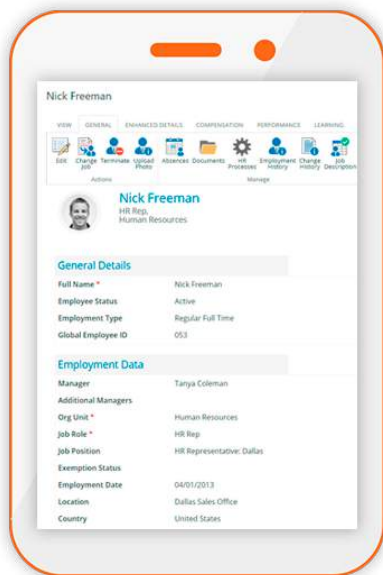 Nick Freeman
VIEW GENERAL ENHANCED DETAILS COMPENSATION PERFORMANCE LEARNING
Edit Change Job Terminate Upload Photo Absences Documents HR Processes Employment History Change History Job Description
Actions Manage
Nick Freeman
HR Rep,
Human Resources
General Details
Full Name * Nick Freeman
Employee Status Active
Employment Type Regular Full Time
Global Employee ID 053
Employment Data
Manager Tanya Coleman
Additional Managers
Org Unit * Human Resources
Job Role * HR Rep
Job Position HR Representative: Dallas
Exemption Status
Employment Date 04/01/2013
Location Dallas Sales Office
Country United States